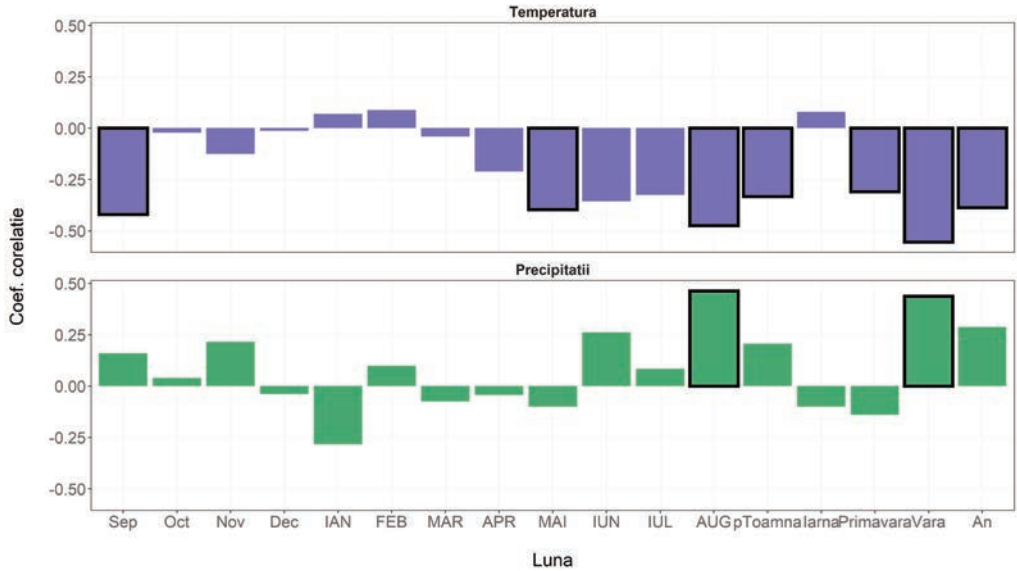 Temperatura
0.50
0.25
0.00
-0.25
-0.50
Precipitatii
0.50
0.25
0.00
-0.25
-0.50
Coef. corelatie
Sep Oct Nov Dec IAN FEB MAR APR MAI IUN IUL AUG pToamna Iarna Primavara Vara An
Luna